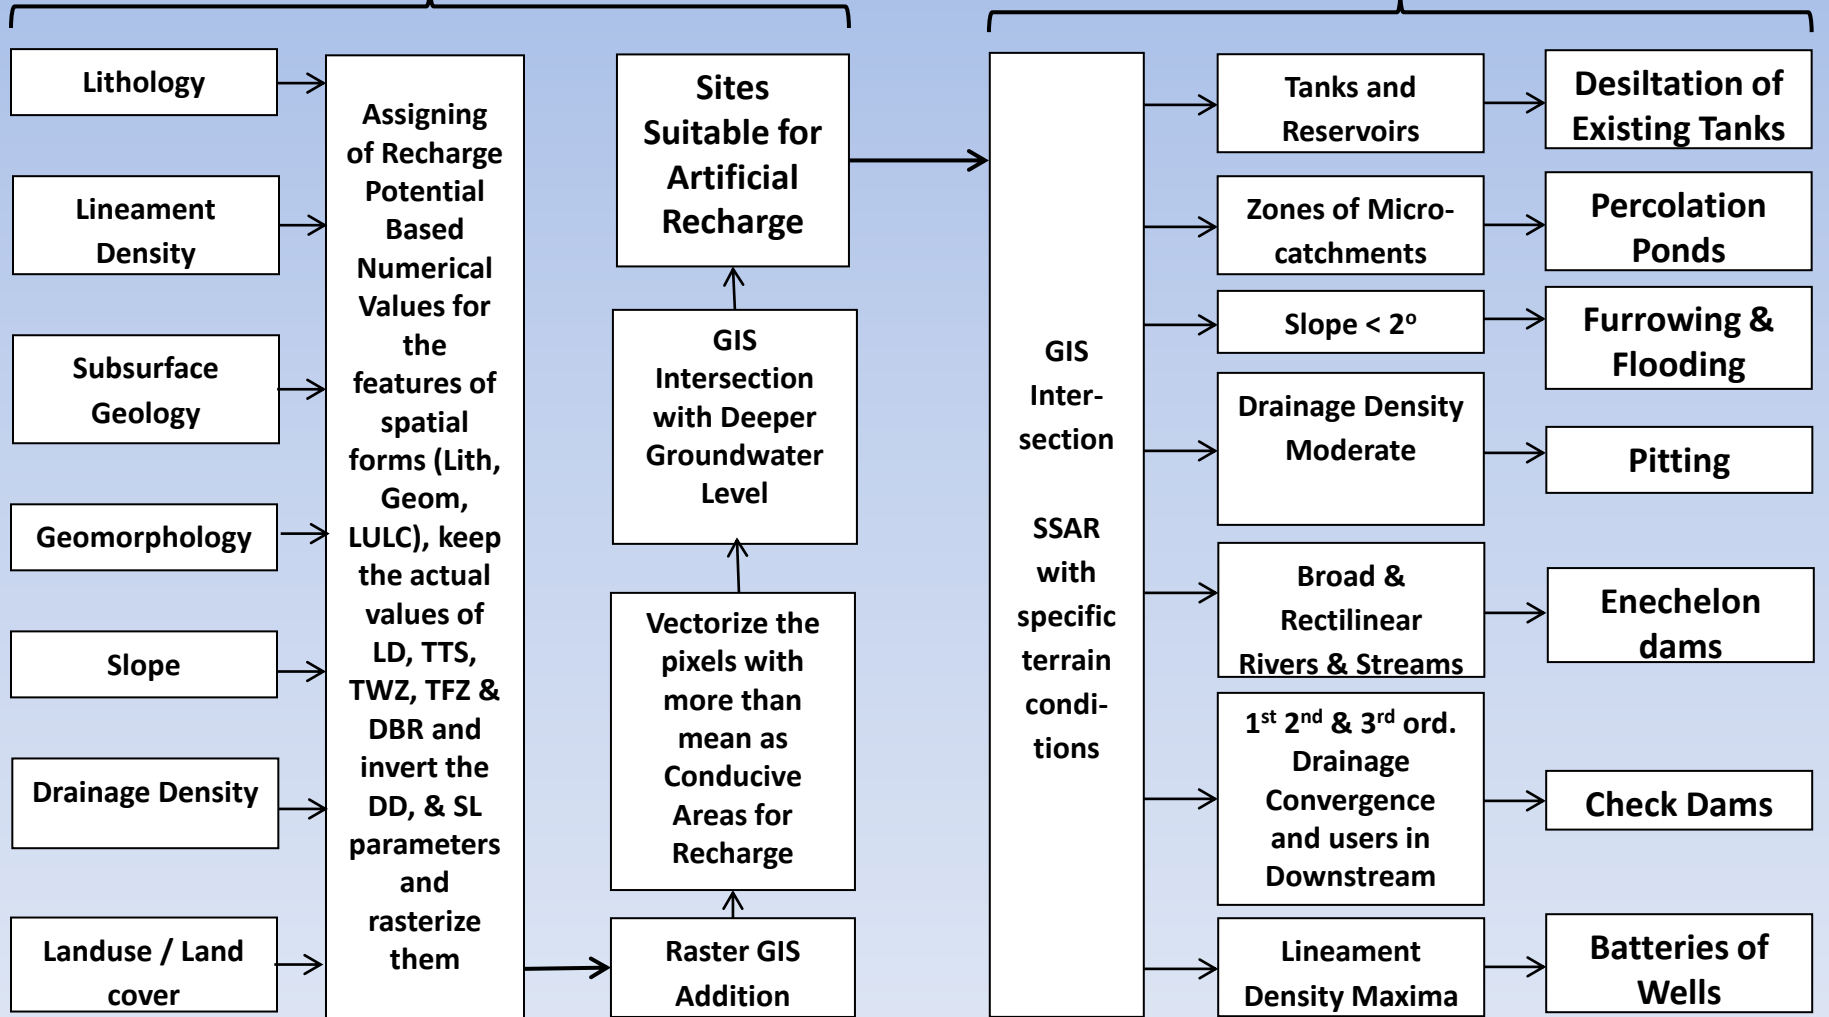 Lithology
Lineament
Density
Subsurface
Geology
Geomorphology
Slope
Drainage Density
Landuse / Land
cover
Assigning
of Recharge
Potential
Based
Numerical
Values for
the
features of
spatial
forms (Lith,
Geom,
LULC), keep
the actual
values of
LD, TTS,
TWZ, TFZ &
DBR and
invert the
DD, & SL
parameters
and
rasterize
them
Sites
Suitable for
Artificial
Recharge
GIS
Intersection
with Deeper
Groundwater
Level
Vectorize the
pixels with
more than
mean as
Conducive
Areas for
Recharge
Raster GIS
Addition
GIS
Inter-
section
SSAR
with
specific
terrain
condi-
tions
Tanks and
Reservoirs
Zones of Micro-
catchments
Slope < 2º
Drainage Density
Moderate
Broad &
Rectilinear
Rivers & Streams
1st 2nd & 3rd ord.
Drainage
Convergence
and users in
Downstream
Lineament
Density Maxima
Desiltation of
Existing Tanks
Percolation
Ponds
Furrowing &
Flooding
Pitting
Enechelon
dams
Check Dams
Batteries of
Wells